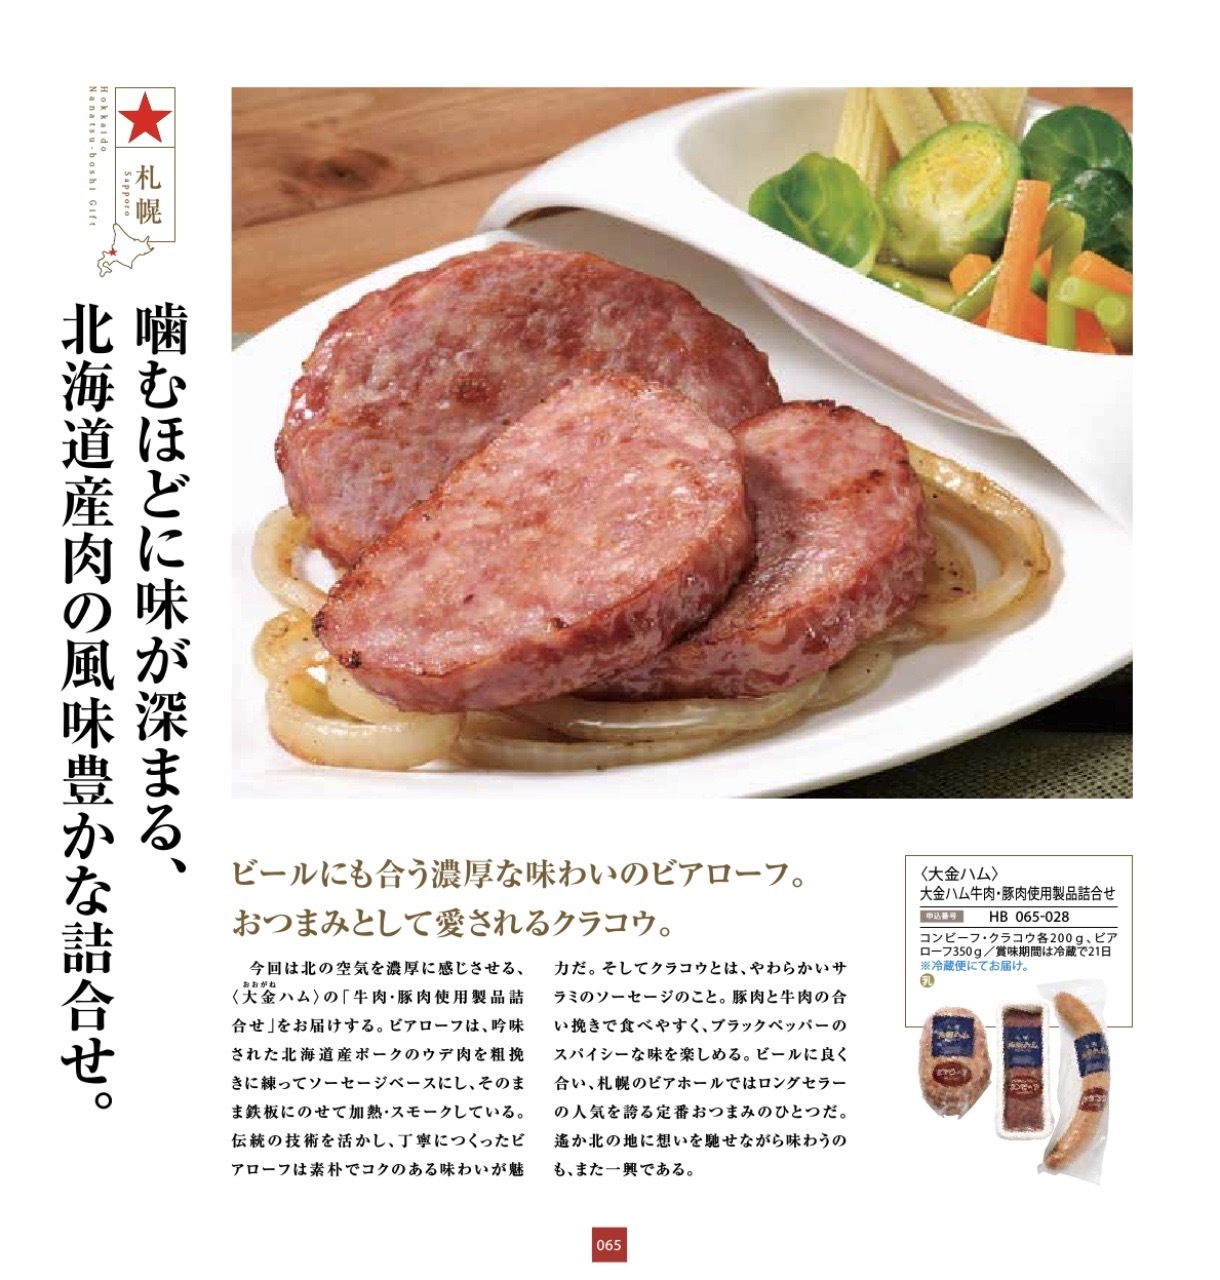 Hokkaido
Nanatsu-boshi Gift
札幌
Sapporo
噛むほどに味が深まる、
北海道産肉の風味豊かな詰合せ。
ビールにも合う濃厚な味わいのビアローフ。
おつまみとして愛されるクラコウ。
今回は北の空気を濃厚に感じさせる、
おおがね
〈大金ハム〉の「牛肉・豚肉使用製品詰
合せ」をお届けする。ビアローフは、吟味
された北海道産ポークのウデ肉を粗挽
きに練ってソーセージベースにし、そのま
ま鉄板にのせて加熱・スモークしている。
伝統の技術を活かし、丁寧につくったビ
アローフは素朴でコクのある味わいが魅
力だ。そしてクラコウとは、やわらかいサ
ラミのソーセージのこと。豚肉と牛肉の合
い挽きで食べやすく、ブラックペッパーの
スパイシーな味を楽しめる。ビールに良く
合い、札幌のビアホールではロングセラー
の人気を誇る定番おつまみのひとつだ。
遙か北の地に想いを馳せながら味わうの
も、また一興である。
〈大金ハム〉
大金ハム牛肉・豚肉使用製品詰合せ
申込番号 HB 065-028
コンビーフ・クラコウ各200g、ビア
ローフ350g／賞味期間は冷蔵で21日
※冷蔵便にてお届け。
乳
065